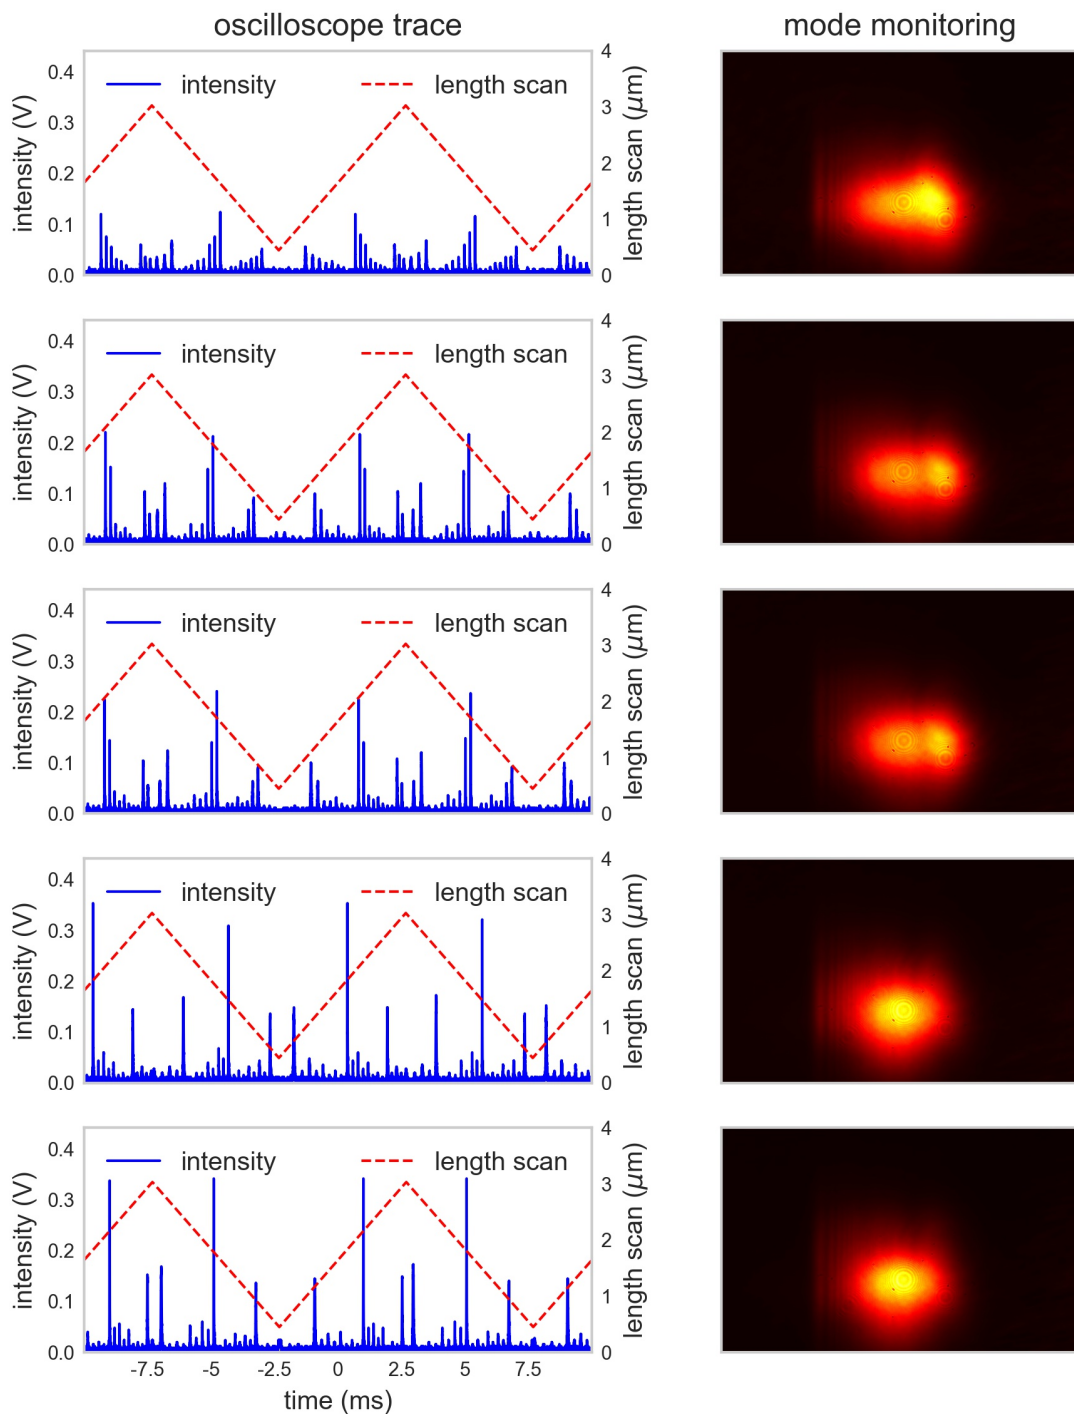 oscilloscope trace
mode monitoring
intensity
length scan
0.4
0.3
0.2
0.1
0.0
intensity (V)
4
3
2
1
0
length scan (μm)
intensity
length scan
0.4
0.3
0.2
0.1
0.0
intensity (V)
4
3
2
1
0
length scan (μm)
intensity
length scan
0.4
0.3
0.2
0.1
0.0
intensity (V)
4
3
2
1
0
length scan (μm)
intensity
length scan
0.4
0.3
0.2
0.1
0.0
intensity (V)
4
3
2
1
0
length scan (μm)
intensity
length scan
0.4
0.3
0.2
0.1
0.0
intensity (V)
4
3
2
1
0
length scan (μm)
-7.5 -5 -2.5 0 2.5 5 7.5
time (ms)